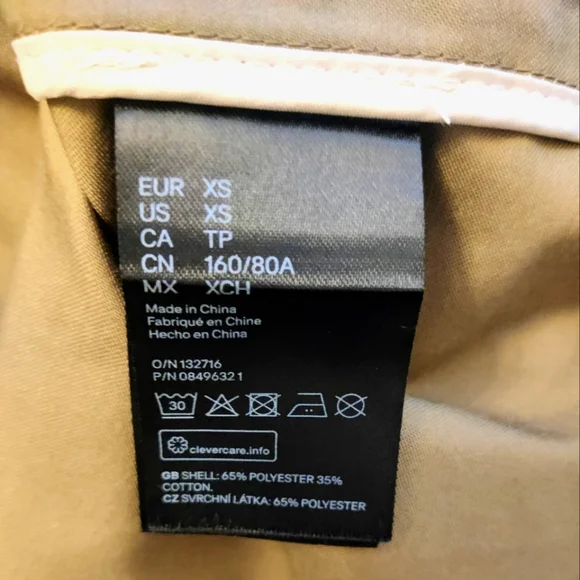 EUR XS
US XS
CA TP
CN 160/80A
MX XCH
Made in China
Fabriqué en Chine
Hecho en China
O/N 132716
P/N 08496321
30
clevercare.info
GB SHELL: 65% POLYESTER 35%
COTTON.
CZ SVRCHNÍ LÁTKA: 65% POLYESTER